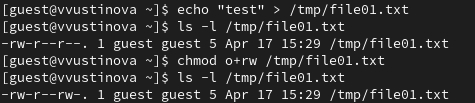 [guest@vvustinova ~]$ echo "test" > /tmp/file01.txt
[guest@vvustinova ~]$ ls -l /tmp/file01.txt
-rw-r--r--. 1 guest guest 5 Apr 17 15:29 /tmp/file01.txt
[guest@vvustinova ~]$ chmod o+rw /tmp/file01.txt
[guest@vvustinova ~]$ ls -l /tmp/file01.txt
-rw-r--rw-. 1 guest guest 5 Apr 17 15:29 /tmp/file01.txt